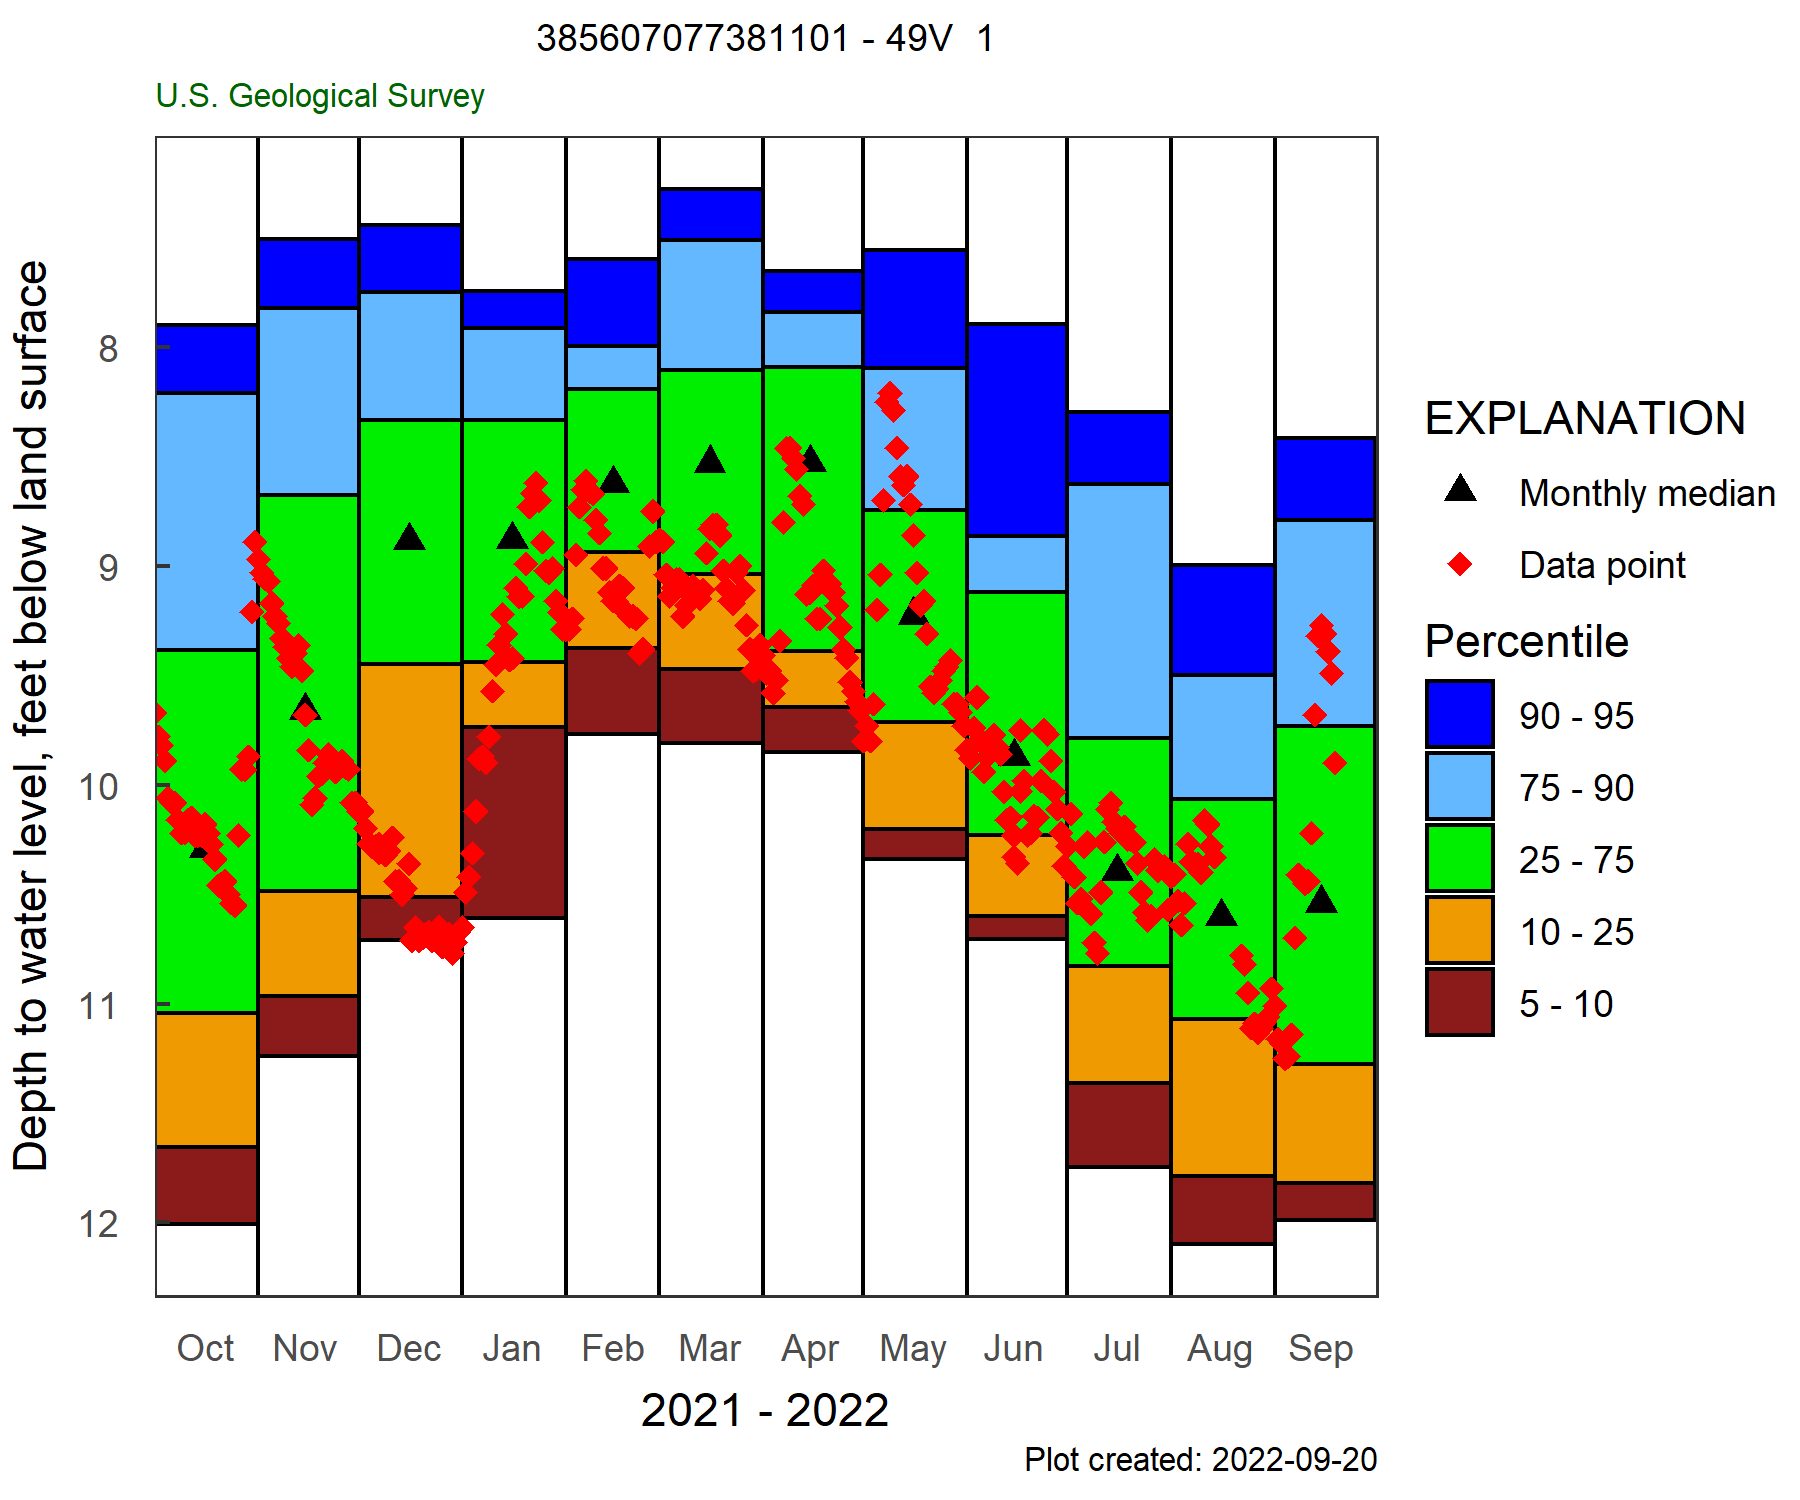 385607077381101 - 49V  1
U.S. Geological Survey
Depth to water level, feet below land surface
8
9
10
11
12
Oct Nov Dec Jan Feb Mar Apr May Jun Jul Aug Sep
2021 - 2022
Plot created: 2022-09-20
EXPLANATION
Monthly median
Data point
Percentile
90 - 95
75 - 90
25 - 75
10 - 25
5 - 10